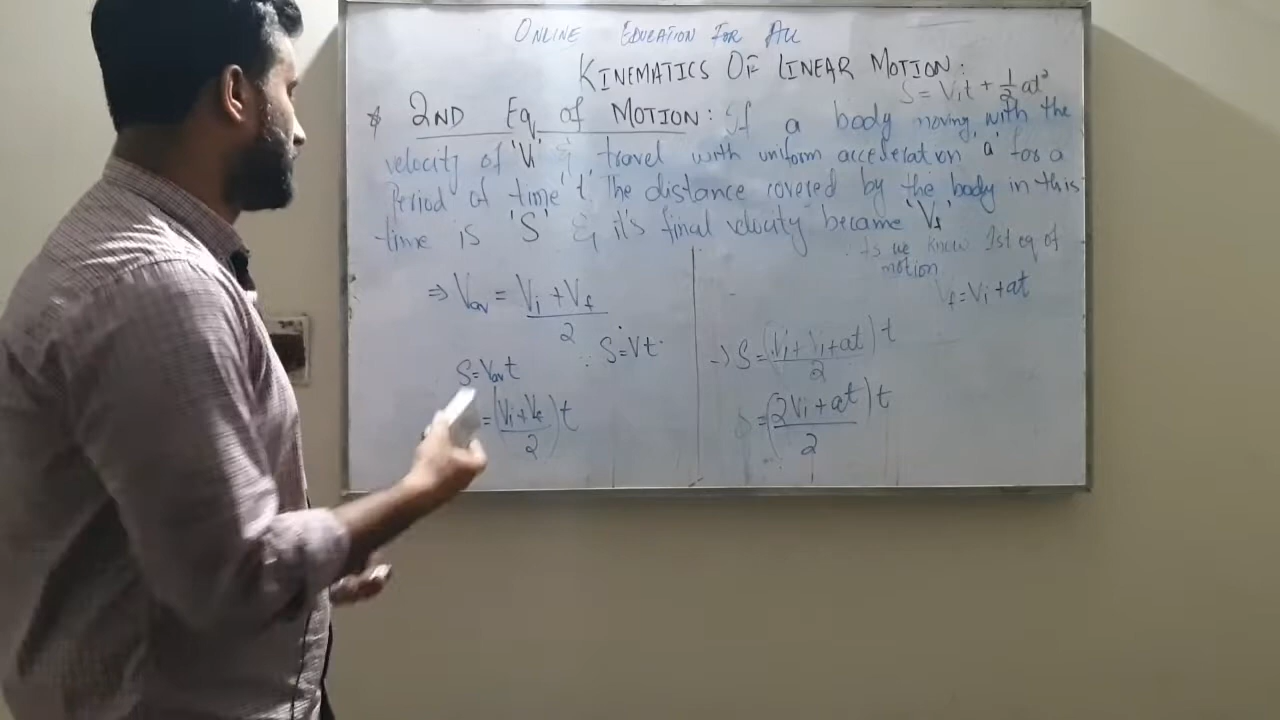 ONLINE EDUCATION FOR ALL
KINEMATICS OF LINEAR MOTION:
S = Vit + 1/2 at²
* 2ND Eq of MOTION: If a body moving with the
velocity of 'Vi' & travel with uniform acceleration 'a' for a
Period of time 't'. The distance covered by the body in this
time is 'S' & it's final velocity became 'Vf'
⇒ Vav = (Vi + Vf)/2
∵ S=Vt
S=Vav t
=((Vi+Vf)/2)t
As we know 1st eq of
motion
Vf=Vi+at
→ S=((Vi+Vi+at)/2)t
S=((2Vi+at)/2)t